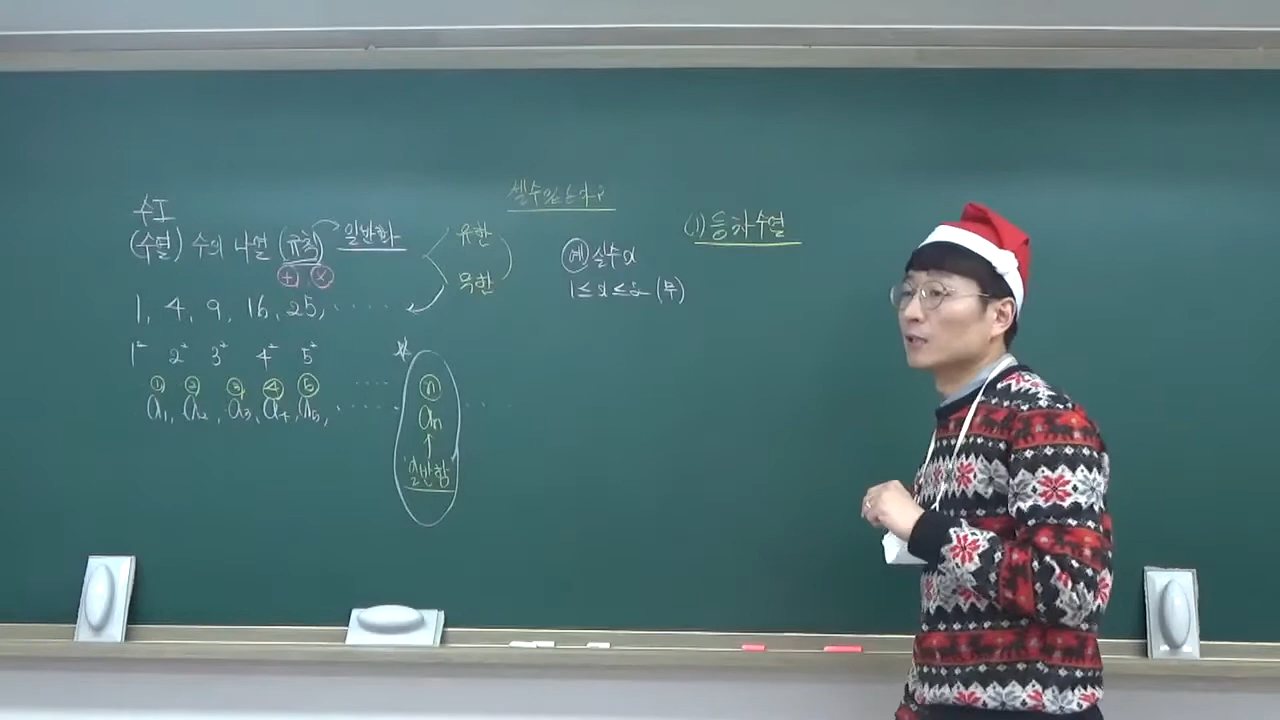 수I
(수열) 수의 나열 (규칙) 일반화
+ ×
유한
무한
1, 4, 9, 16, 25, ·····
1² 2² 3² 4² 5²
① ② ③ ④ ⑤ ···· ⓝ
a₁, a₂, a₃, a₄, a₅, ····· aₙ ···
↑
일반항
셀 수 있는가?
예 실수 α
1≤α≤2 (무)
(1) 등차수열